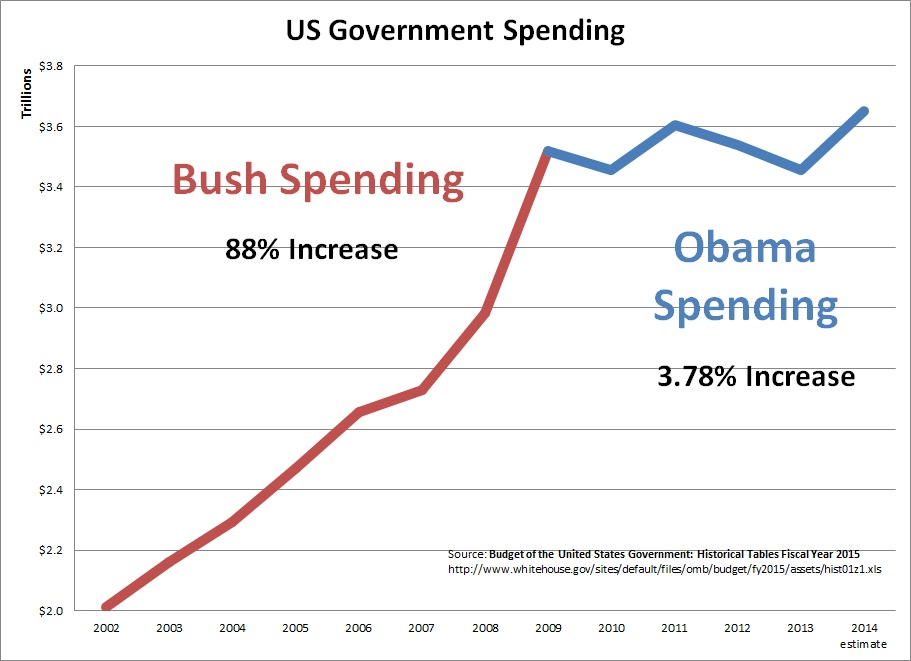 US Government Spending
Trillions
$3.8
$3.6
$3.4
$3.2
$3.0
$2.8
$2.6
$2.4
$2.2
$2.0
Bush Spending
88% Increase
Obama
Spending
3.78% Increase
Source: Budget of the United States Government: Historical Tables Fiscal Year 2015
http://www.whitehouse.gov/sites/default/files/omb/budget/fy2015/assets/hist01z1.xls
2002 2003 2004 2005 2006 2007 2008 2009 2010 2011 2012 2013 2014
estimate